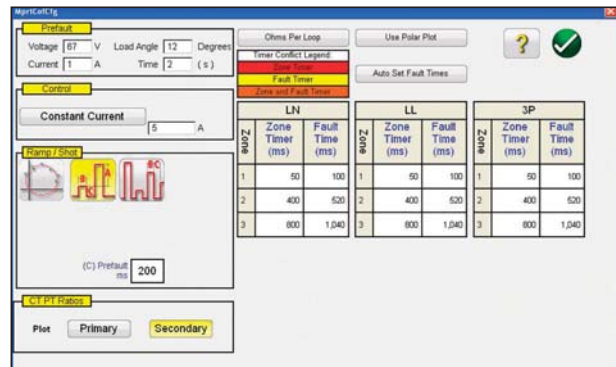 MprtCofCfg
Prefault
Voltage 67 V Load Angle 12 Degrees
Current 1 A Time 2 ( s )
Control
Constant Current
5 A
Ramp / Shot
B C A
B C
(C) Prefault ms 200
CT PT Ratios
Plot Primary Secondary
Ohms Per Loop Use Polar Plot
Timer Conflict Legend:
Zone Timer
Fault Timer
Zone and Fault Timer
Auto Set Fault Times
?
LN LL 3P
Zone Zone Timer (ms) Fault Time (ms) Zone Zone Timer (ms) Fault Time (ms) Zone Zone Timer (ms) Fault Time (ms)
1 50 100 1 50 100 1 50 100
2 400 520 2 400 520 2 400 520
3 800 1,040 3 800 1,040 3 800 1,040